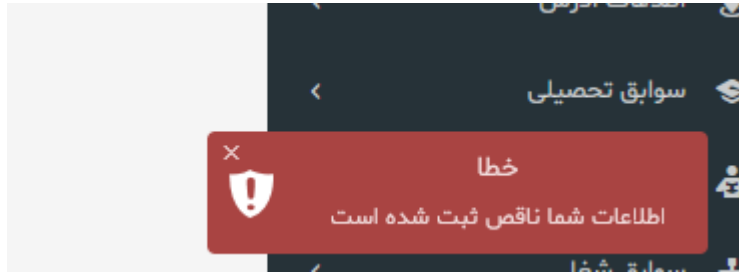 سوابق تحصیلی
خطا
اطلاعات شما ناقص ثبت شده است